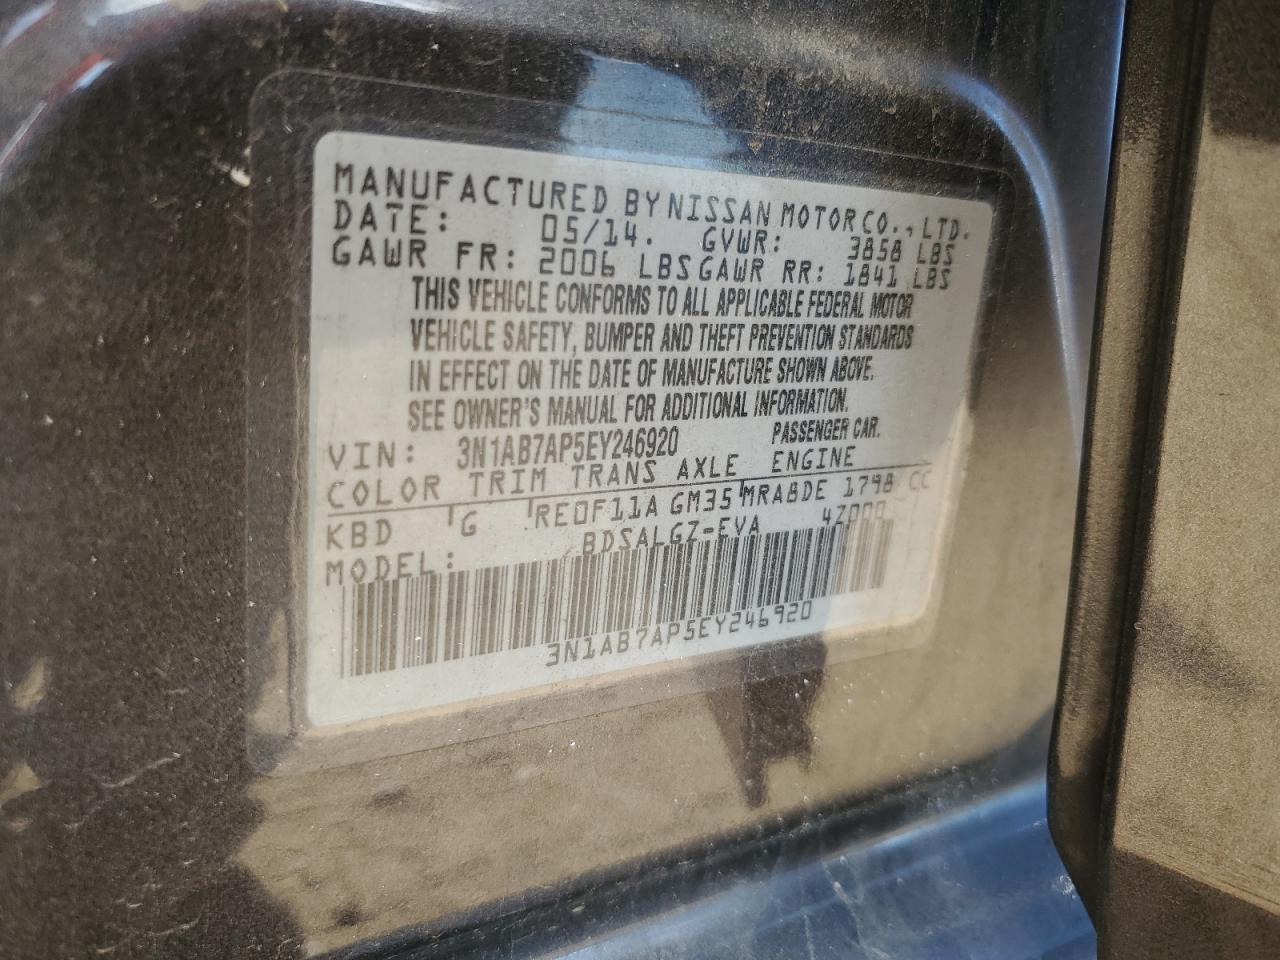 MANUFACTURED BY NISSAN MOTOR CO., LTD.
DATE: 05/14. GVWR: 3858 LBS
GAWR FR: 2006 LBS GAWR RR: 1841 LBS
THIS VEHICLE CONFORMS TO ALL APPLICABLE FEDERAL MOTOR
VEHICLE SAFETY, BUMPER AND THEFT PREVENTION STANDARDS
IN EFFECT ON THE DATE OF MANUFACTURE SHOWN ABOVE.
SEE OWNER'S MANUAL FOR ADDITIONAL INFORMATION.
VIN: 3N1AB7AP5EY246920 PASSENGER CAR.
COLOR TRIM TRANS AXLE ENGINE
KBD G RE0F11A GM35 MRA8DE 1798 CC
MODEL: BDSALGZ-EVA 4Z000
3N1AB7AP5EY246920